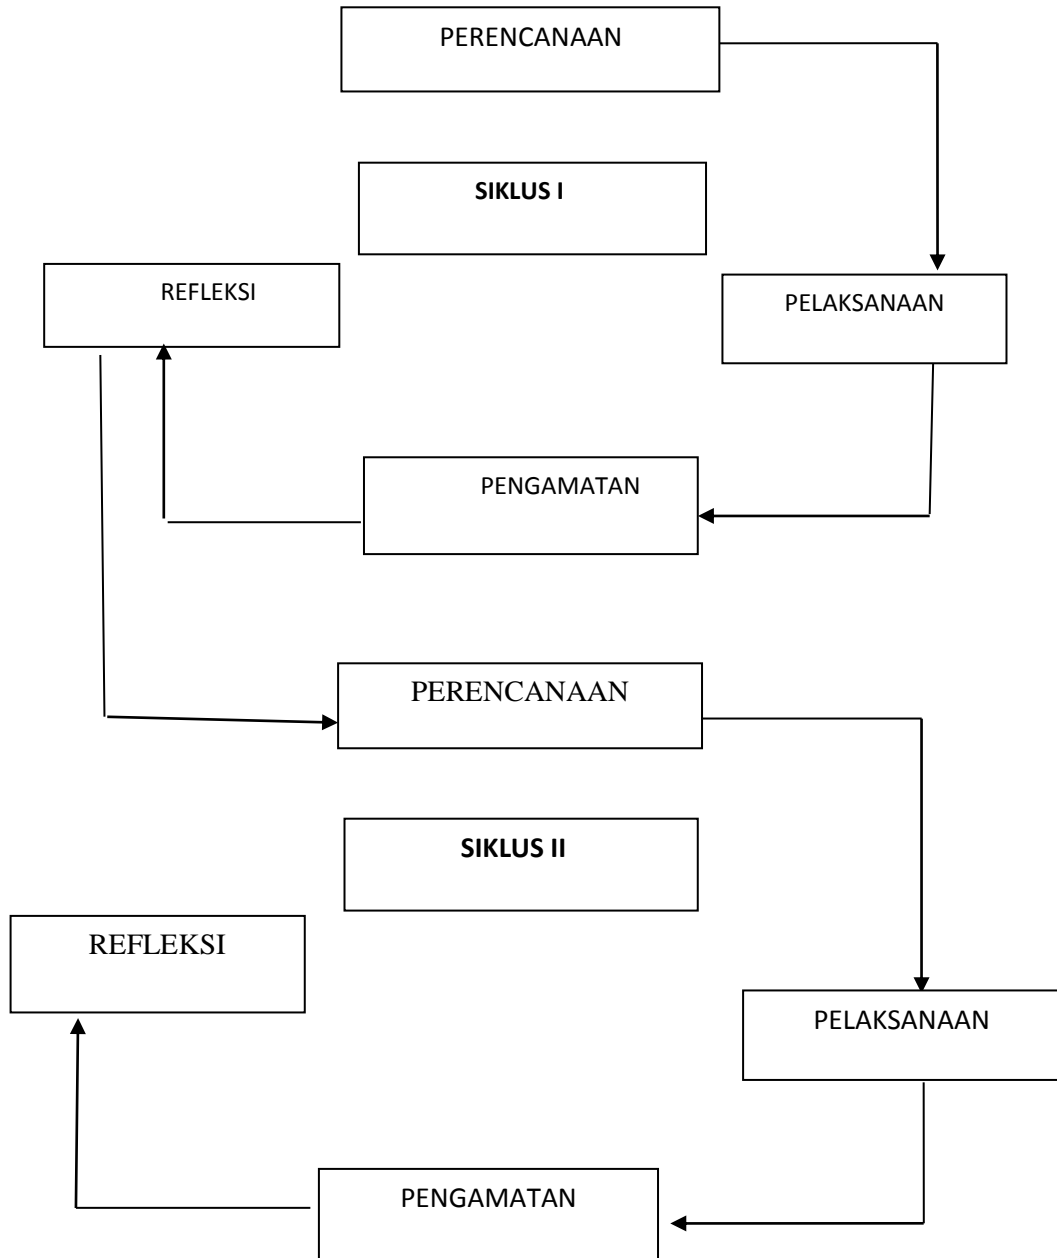 PERENCANAAN
SIKLUS I
REFLEKSI
PELAKSANAAN
PENGAMATAN
PERENCANAAN
SIKLUS II
REFLEKSI
PELAKSANAAN
PENGAMATAN